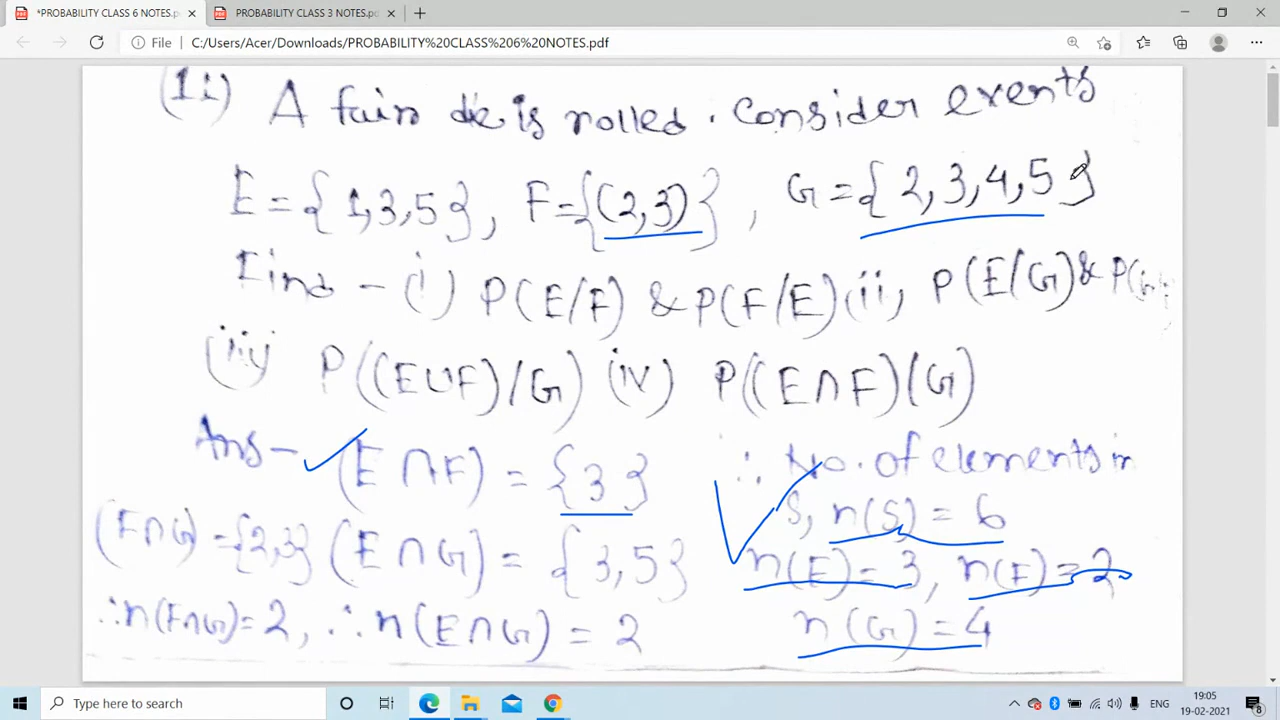 *PROBABILITY CLASS 6 NOTES.p
PROBABILITY CLASS 3 NOTES.pdf
File C:/Users/Acer/Downloads/PROBABILITY%20CLASS%206%20NOTES.pdf
(ii) A fair die is rolled. Consider events
E = {1,3,5}, F={(2,3)}, G = {2,3,4,5}
Find - (i) P(E/F) & P(F/E) (ii) P(E/G) & P(G
(iii) P((E∪F)/G) (iv) P((E∩F)(G)
Ans- (E∩F) = {3} ∴ No. of elements in
S, n(S) = 6
(F∩G)={2,3} (E∩G) = {3,5} n(E) = 3, n(F) = 2
∴n(F∩G)=2, ∴n(E∩G) = 2 n(G) = 4
Type here to search
ENG
19:05
19-02-2021
8